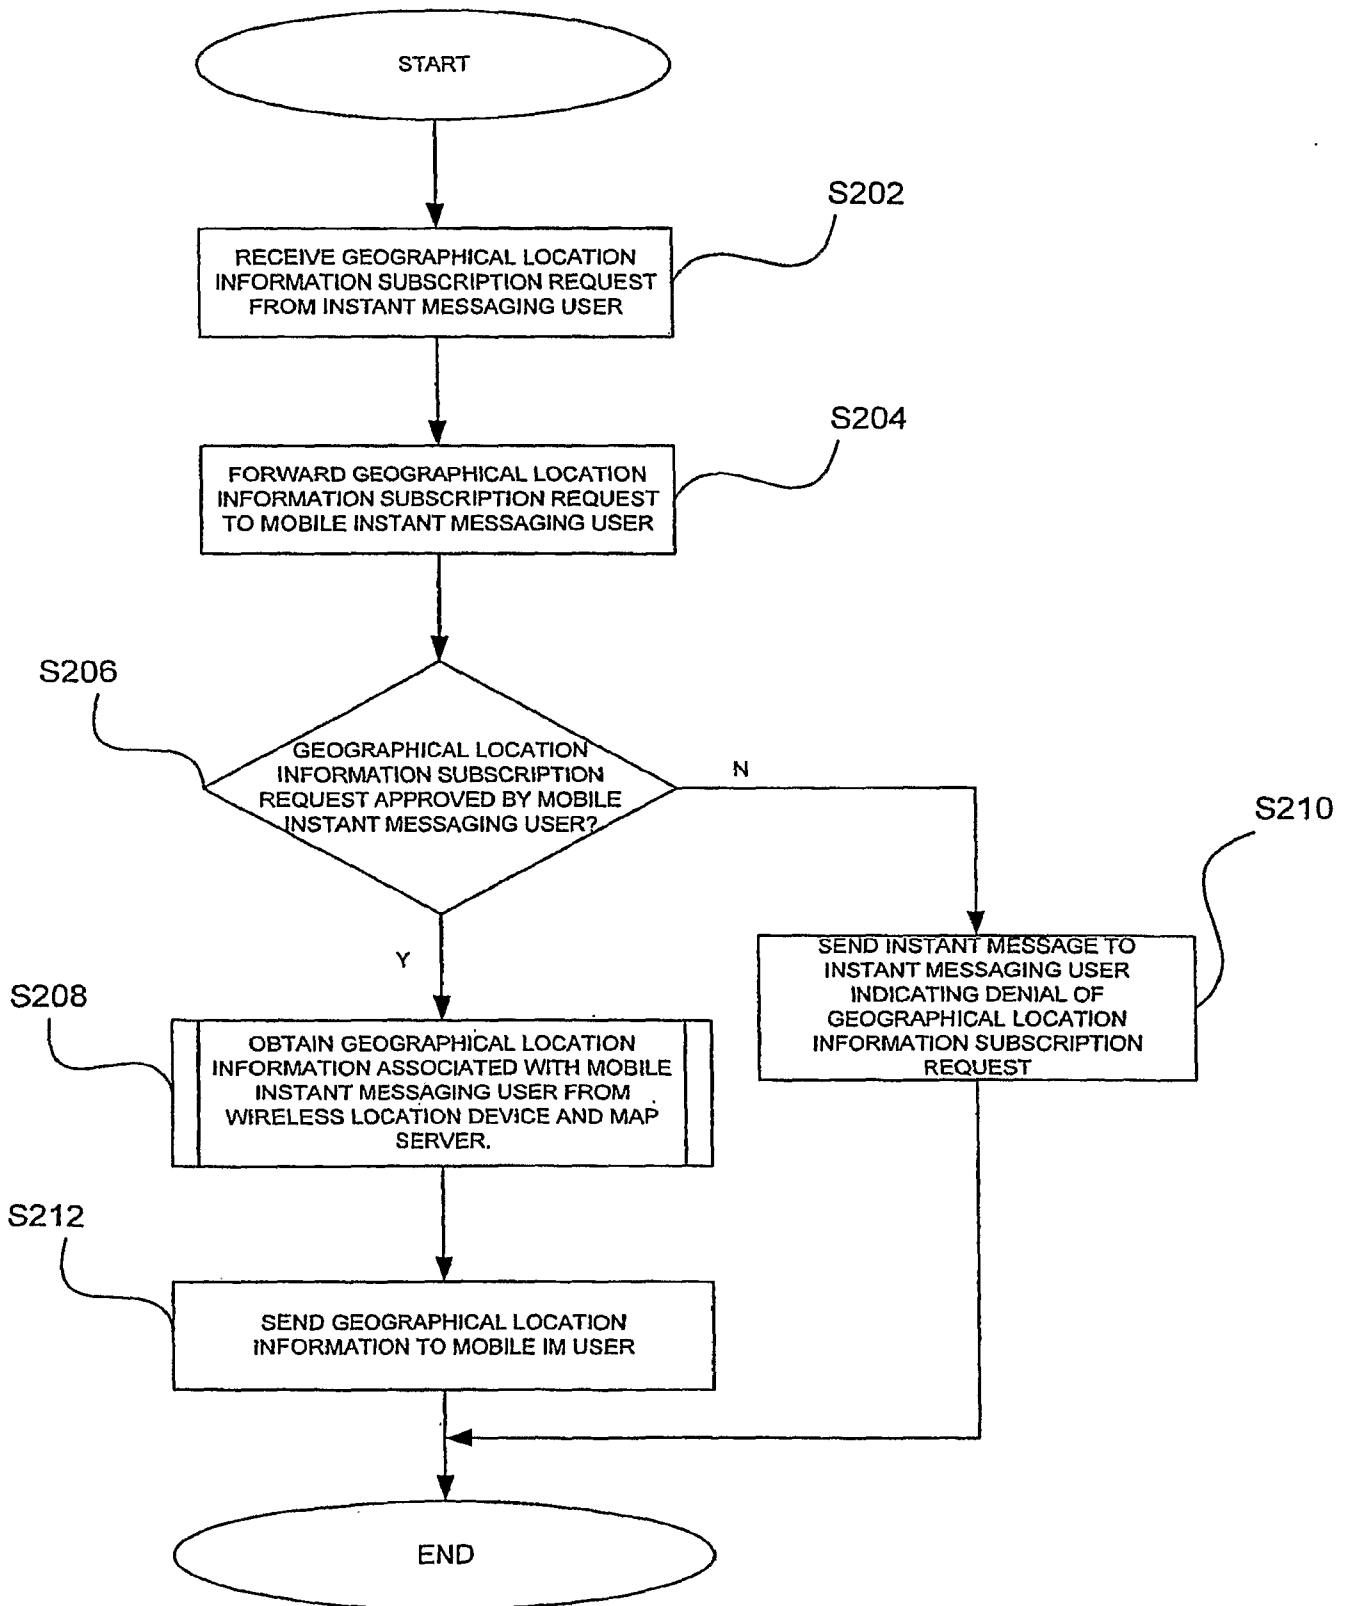 START
S202
RECEIVE GEOGRAPHICAL LOCATION
INFORMATION SUBSCRIPTION REQUEST
FROM INSTANT MESSAGING USER
S204
FORWARD GEOGRAPHICAL LOCATION
INFORMATION SUBSCRIPTION REQUEST
TO MOBILE INSTANT MESSAGING USER
S206
GEOGRAPHICAL LOCATION
INFORMATION SUBSCRIPTION
REQUEST APPROVED BY MOBILE
INSTANT MESSAGING USER?
N
S210
SEND INSTANT MESSAGE TO
INSTANT MESSAGING USER
INDICATING DENIAL OF
GEOGRAPHICAL LOCATION
INFORMATION SUBSCRIPTION
REQUEST
Y
S208
OBTAIN GEOGRAPHICAL LOCATION
INFORMATION ASSOCIATED WITH MOBILE
INSTANT MESSAGING USER FROM
WIRELESS LOCATION DEVICE AND MAP
SERVER.
S212
SEND GEOGRAPHICAL LOCATION
INFORMATION TO MOBILE IM USER
END